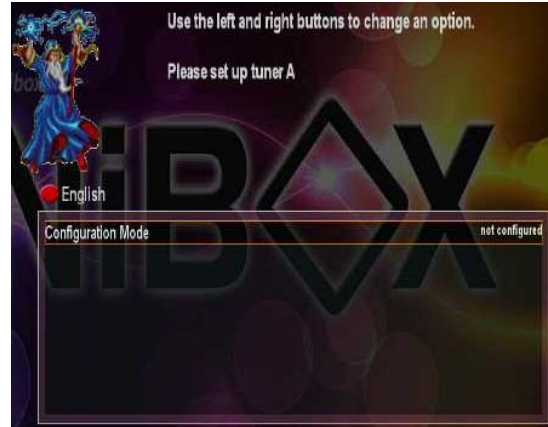 Use the left and right buttons to change an option.
Please set up tuner A
English
Configuration Mode not configured
NiBOX